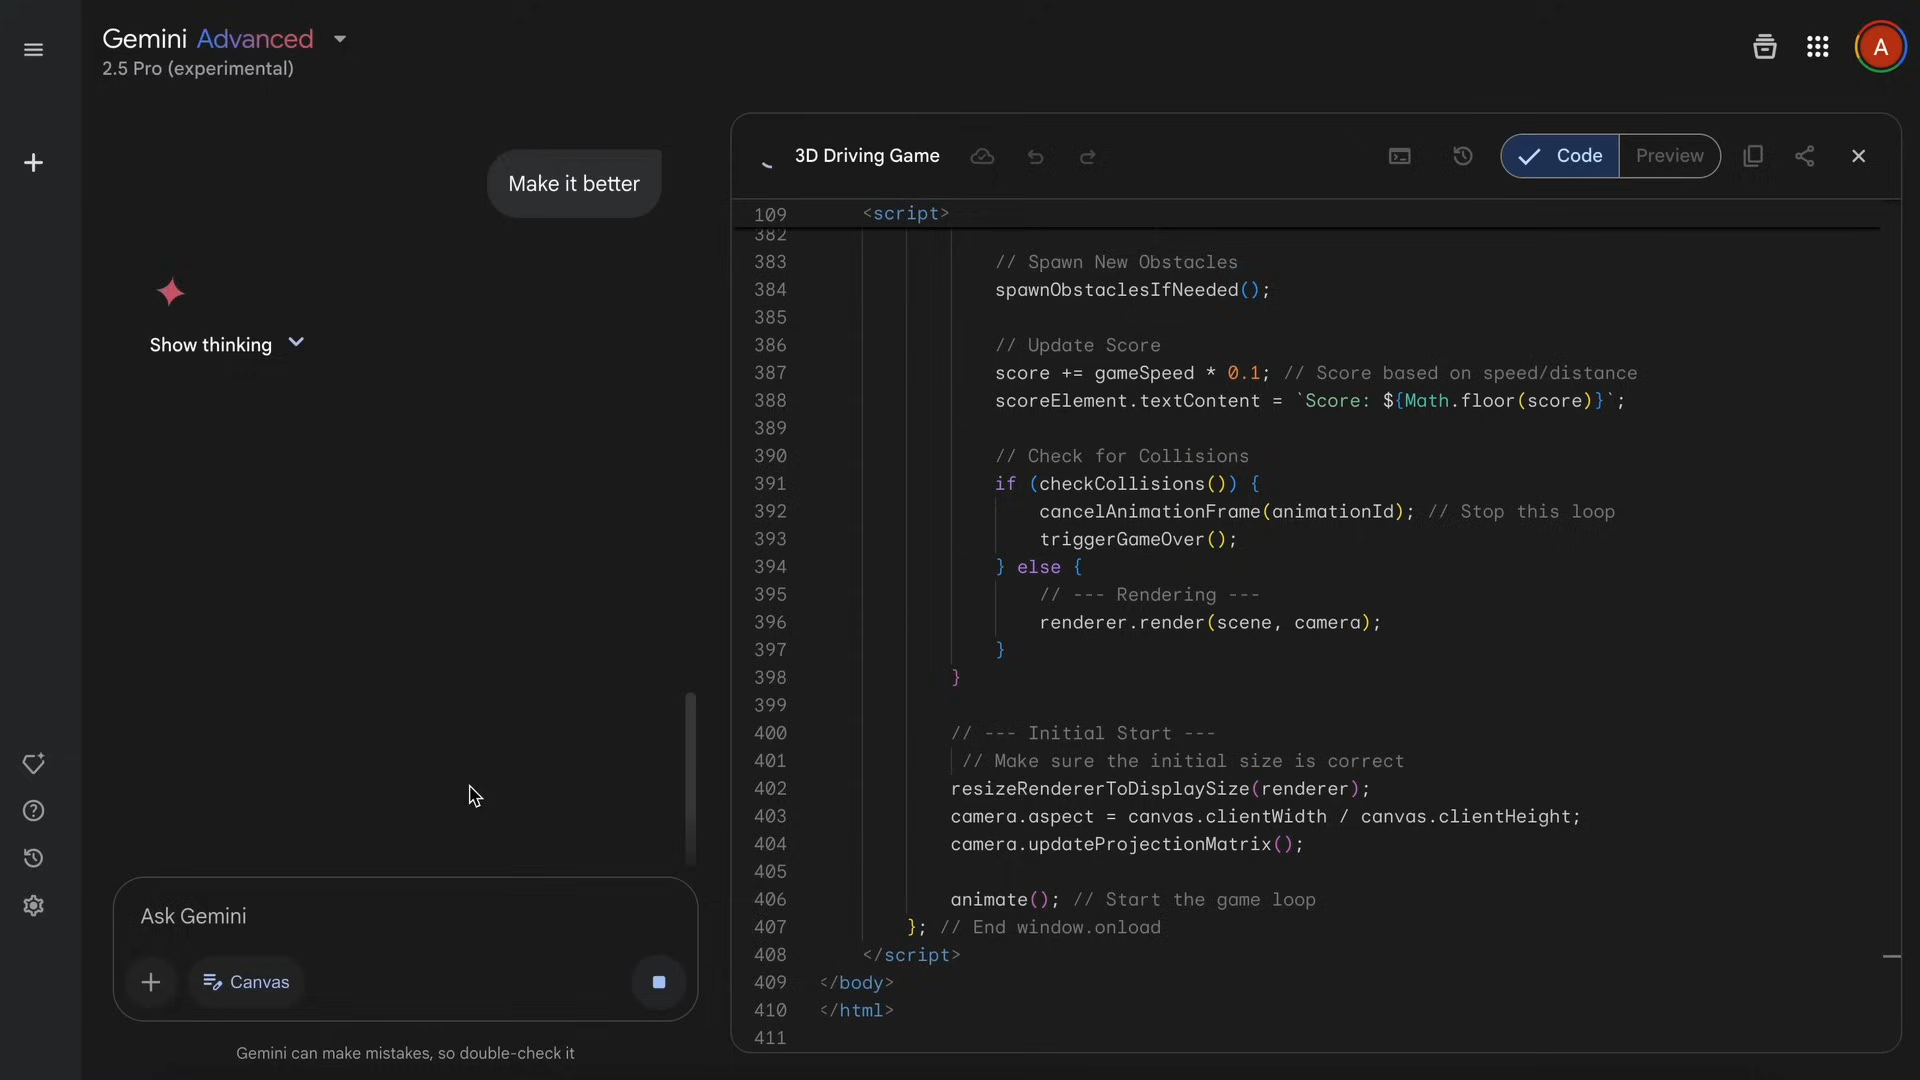 Gemini Advanced
2.5 Pro (experimental)
A
Make it better
Show thinking
Ask Gemini
Canvas
Gemini can make mistakes, so double-check it
3D Driving Game
Code
Preview
109 <script>
382
383 // Spawn New Obstacles
384 spawnObstaclesIfNeeded();
385
386 // Update Score
387 score += gameSpeed * 0.1; // Score based on speed/distance
388 scoreElement.textContent = `Score: ${Math.floor(score)}`;
389
390 // Check for Collisions
391 if (checkCollisions()) {
392 cancelAnimationFrame(animationId); // Stop this loop
393 triggerGameOver();
394 } else {
395 // --- Rendering ---
396 renderer.render(scene, camera);
397 }
398 }
399
400 // --- Initial Start ---
401 // Make sure the initial size is correct
402 resizeRendererToDisplaySize(renderer);
403 camera.aspect = canvas.clientWidth / canvas.clientHeight;
404 camera.updateProjectionMatrix();
405
406 animate(); // Start the game loop
407 }; // End window.onload
408 </script>
409 </body>
410 </html>
411